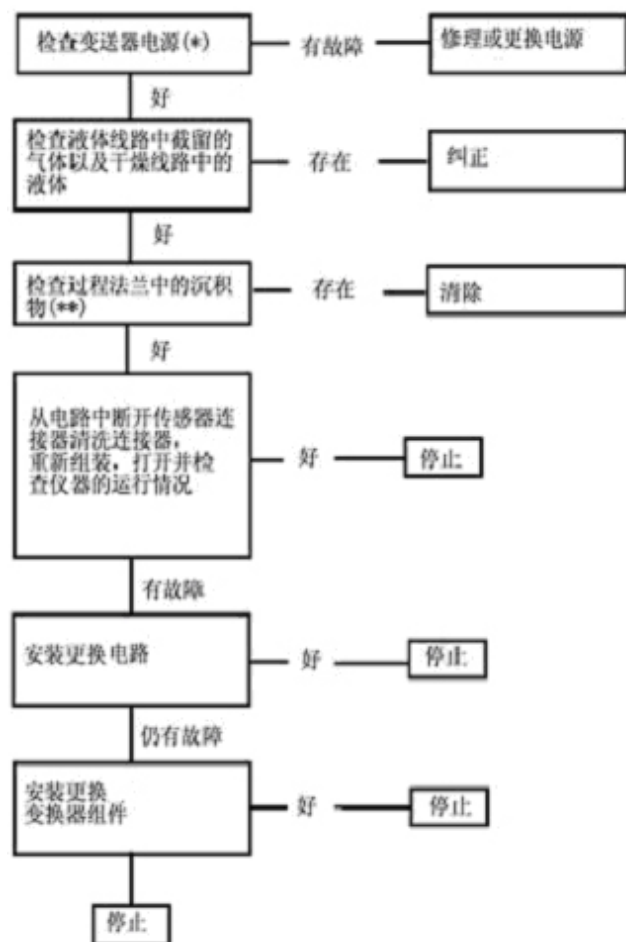 检查变送器电源(*)
有故障
修理或更换电源
好
检查液体线路中截留的
气体以及干燥线路中的
液体
存在
纠正
好
检查过程法兰中的沉积
物(**)
存在
清除
好
从电路中断开传感器连
接器清洗连接器，
重新组装，打开并检
查仪器的运行情况
好
停止
有故障
安装更换电路
好
停止
仍有故障
安装更换
变换器组件
好
停止
停止